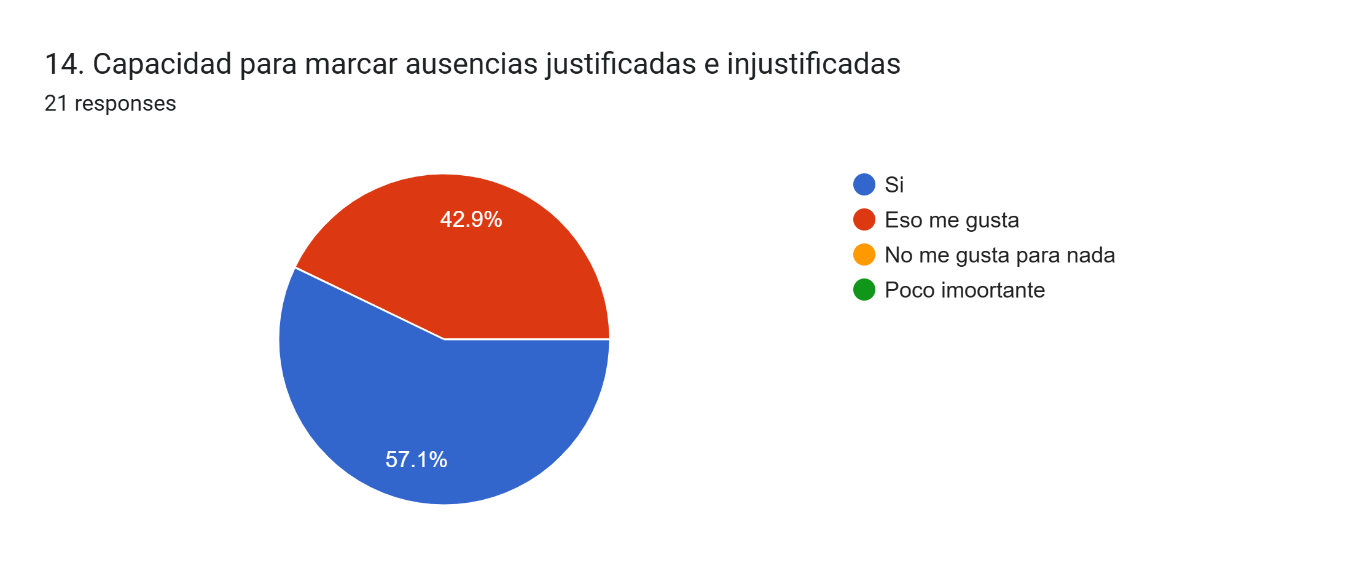 14. Capacidad para marcar ausencias justificadas e injustificadas
21 responses
42.9%
57.1%
Si
Eso me gusta
No me gusta para nada
Poco imoortante